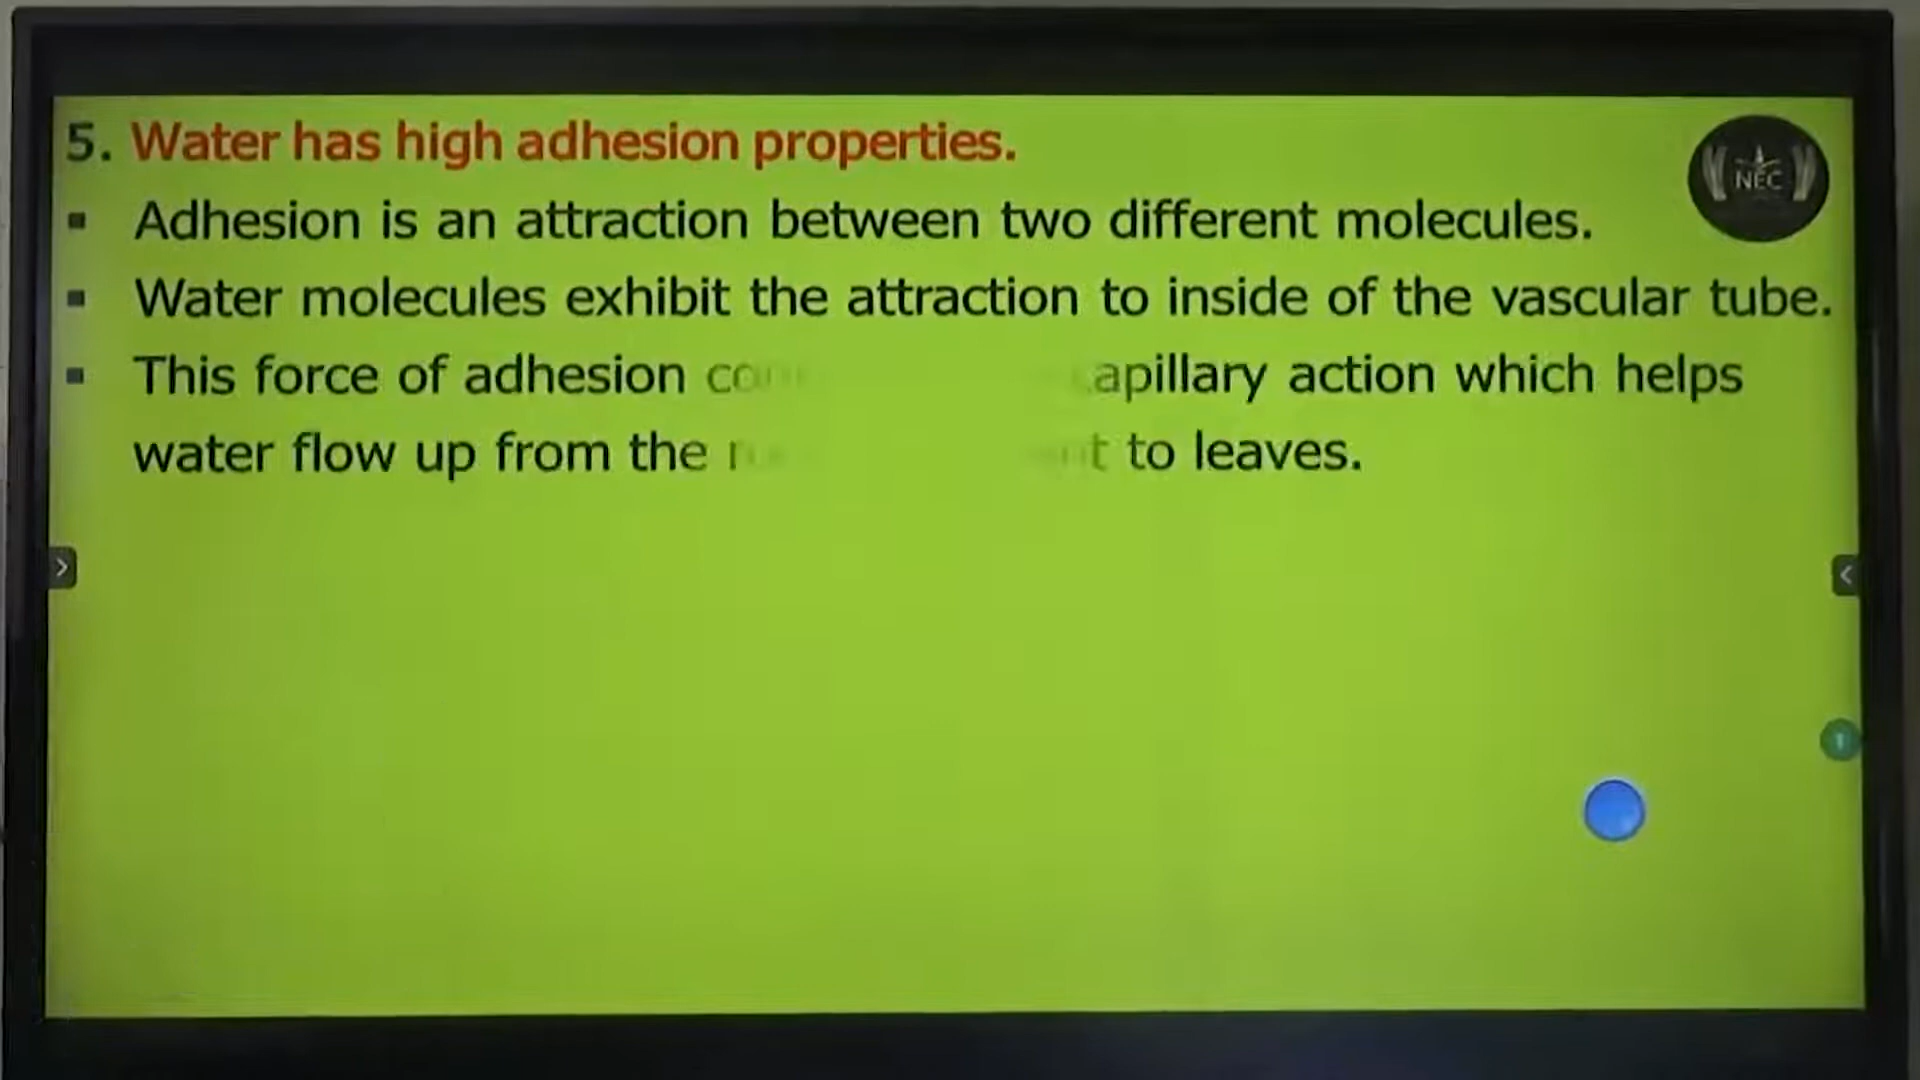 5. Water has high adhesion properties.
NEC
▪ Adhesion is an attraction between two different molecules.
▪ Water molecules exhibit the attraction to inside of the vascular tube.
▪ This force of adhesion capillary action which helps
water flow up from the to leaves.
1